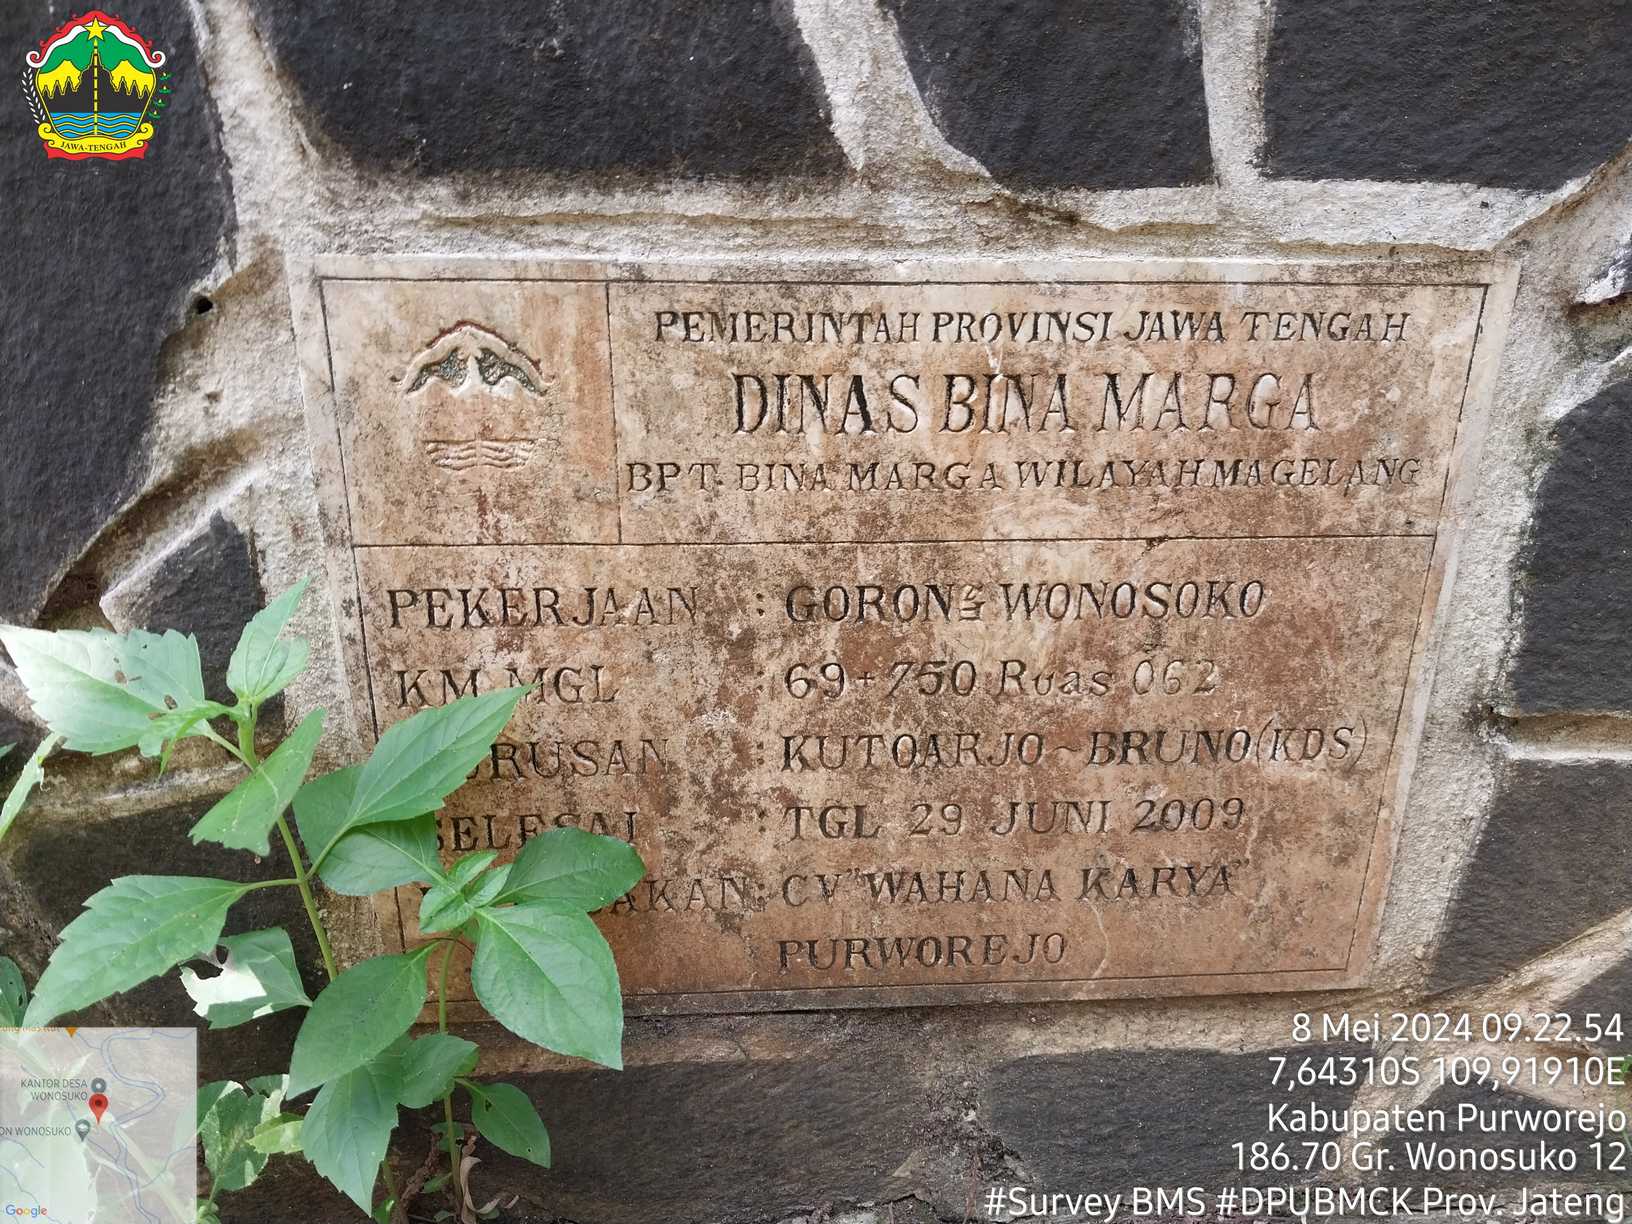 JAWA-TENGAH
PEMERINTAH PROVINSI JAWA TENGAH
DINAS BINA MARGA
BPT. BINA MARGA WILAYAH MAGELANG
PEKERJAAN : GORONG WONOSOKO
KM MGL : 69+750 Ruas 062
: KUTOARJO - BRUNO (KDS)
SELESAI : TGL 29 JUNI 2009
: CV "WAHANA KARYA"
PURWOREJO
KANTOR DESA
WONOSUKO
WONOSUKO
Google
8 Mei 2024 09.22.54
7,64310S 109,91910E
Kabupaten Purworejo
186.70 Gr. Wonosuko 12
#Survey BMS #DPUBMCK Prov. Jateng